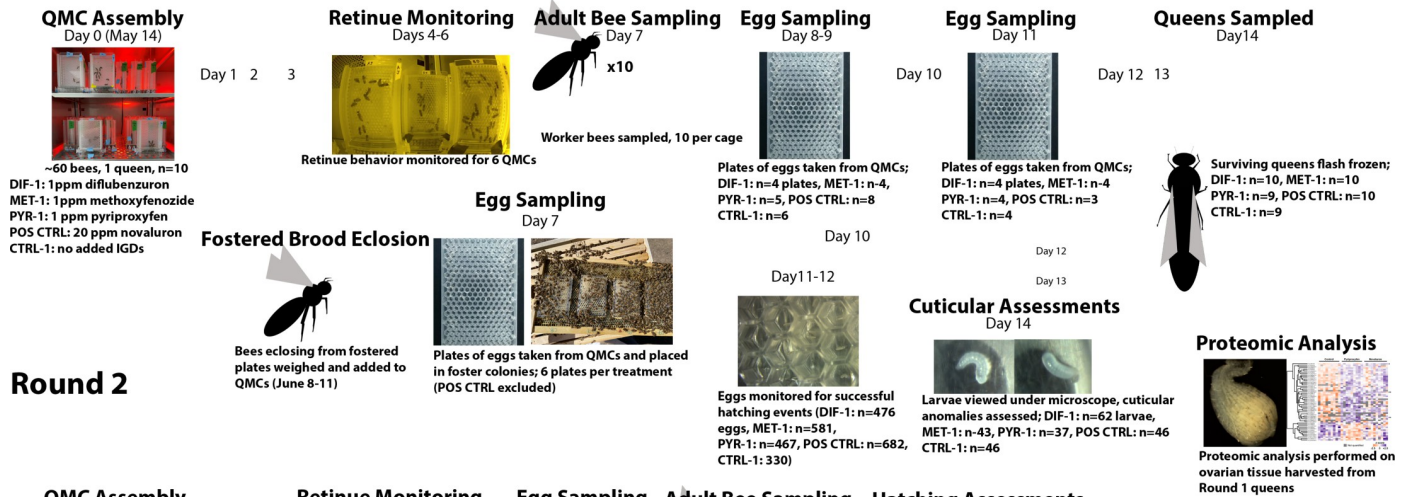 QMC Assembly
Day 0 (May 14)
Day 1 2 3
~60 bees, 1 queen, n=10
DIF-1: 1ppm diflubenzuron
MET-1: 1ppm methoxyfenozide
PYR-1: 1 ppm pyriproxyfen
POS CTRL: 20 ppm novaluron
CTRL-1: no added IGDs
Retinue Monitoring
Days 4-6
Retinue behavior monitored for 6 QMCs
Adult Bee Sampling
Day 7
x10
Worker bees sampled, 10 per cage
Egg Sampling
Day 8-9
Plates of eggs taken from QMCs;
DIF-1: n=4 plates, MET-1: n-4,
PYR-1: n=5, POS CTRL: n=8
CTRL-1: n=6
Day 10
Egg Sampling
Day 11
Plates of eggs taken from QMCs;
DIF-1: n=4 plates, MET-1: n-4
PYR-1: n=4, POS CTRL: n=3
CTRL-1: n=4
Day 12 13
Queens Sampled
Day14
Surviving queens flash frozen;
DIF-1: n=10, MET-1: n=10
PYR-1: n=9, POS CTRL: n=10
CTRL-1: n=9
Fostered Brood Eclosion
Bees eclosing from fostered
plates weighed and added to
QMCs (June 8-11)
Egg Sampling
Day 7
Plates of eggs taken from QMCs and placed
in foster colonies; 6 plates per treatment
(POS CTRL excluded)
Day 10
Day11-12
Eggs monitored for successful
hatching events (DIF-1: n=476
eggs, MET-1: n=581,
PYR-1: n=467, POS CTRL: n=682,
CTRL-1: 330)
Day 12
Day 13
Cuticular Assessments
Day 14
Larvae viewed under microscope, cuticular
anomalies assessed; DIF-1: n=62 larvae,
MET-1: n-43, PYR-1: n=37, POS CTRL: n=46
CTRL-1: n=46
Proteomic Analysis
Proteomic analysis performed on
ovarian tissue harvested from
Round 1 queens
Round 2
QMC Assembly
Retinue Monitoring
Egg Sampling
Adult Bee Sampling
Hatching Assessments